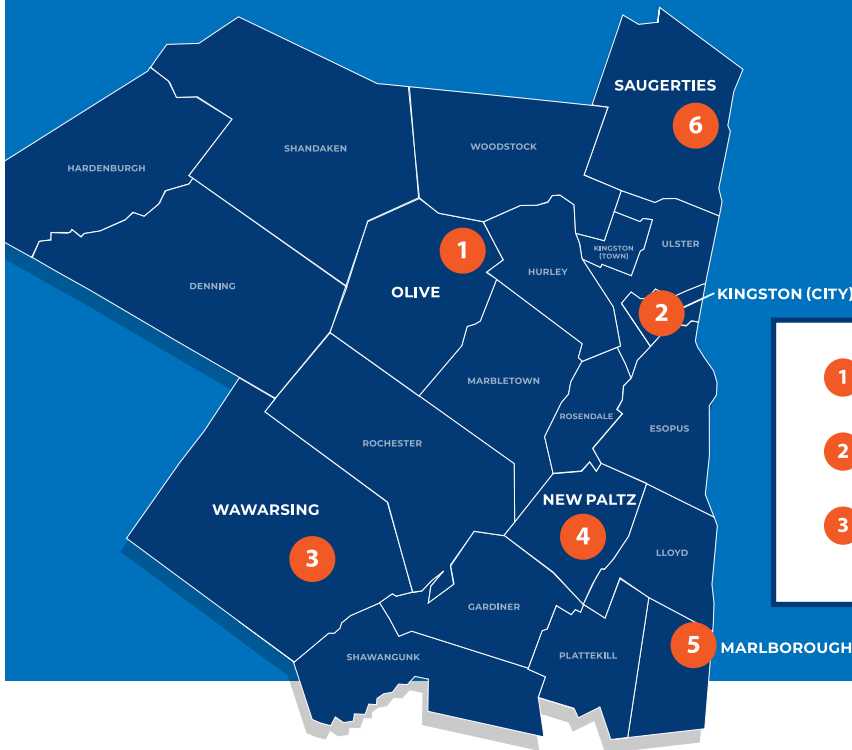 SAUGERTIES
6
WOODSTOCK
SHANDAKEN
HARDENBURGH
ULSTER
KINGSTON
(TOWN)
1
HURLEY
DENNING
OLIVE
KINGSTON (CITY)
2
MARBLETOWN
1
ROSENDALE
ESOPUS
ROCHESTER
2
NEW PALTZ
WAWARSING
3
4
LLOYD
3
GARDINER
5
MARLBOROUGH
PLATTEKILL
SHAWANGUNK